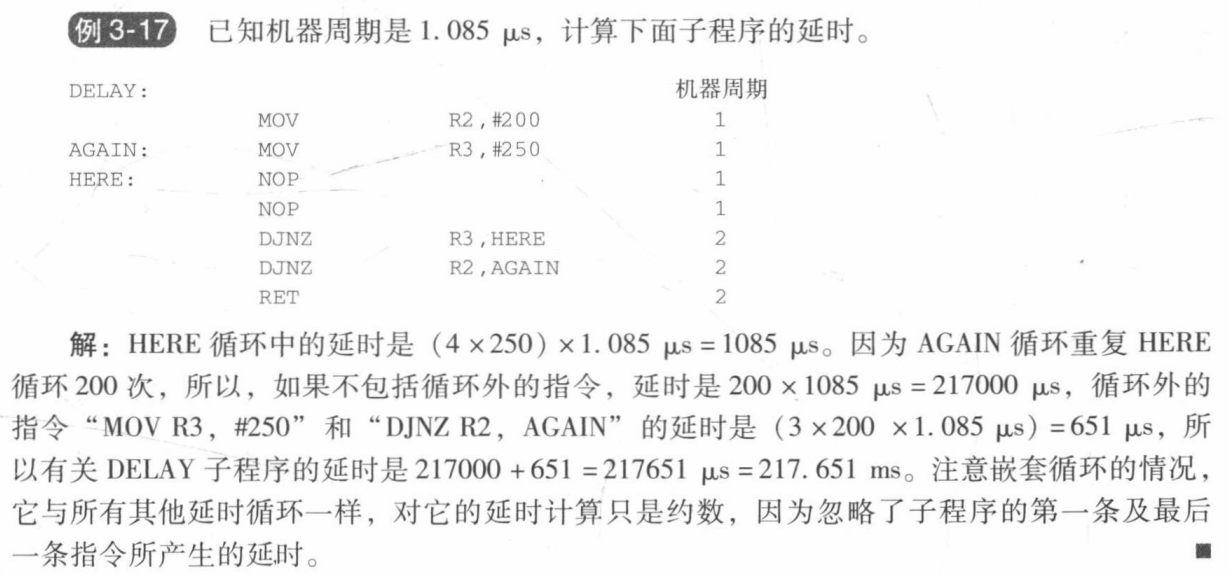 例 3-17 已知机器周期是 1.085 μs，计算下面子程序的延时。
DELAY: 机器周期
MOV R2,#200 1
AGAIN: MOV R3,#250 1
HERE: NOP 1
NOP 1
DJNZ R3,HERE 2
DJNZ R2,AGAIN 2
RET 2
解：HERE 循环中的延时是（4×250）×1.085 μs = 1085 μs。因为 AGAIN 循环重复 HERE
循环 200 次，所以，如果不包括循环外的指令，延时是 200×1085 μs = 217000 μs，循环外的
指令“MOV R3，#250”和“DJNZ R2，AGAIN”的延时是（3×200 ×1.085 μs）= 651 μs，所
以有关 DELAY 子程序的延时是 217000 + 651 = 217651 μs = 217.651 ms。注意嵌套循环的情况，
它与所有其他延时循环一样，对它的延时计算只是约数，因为忽略了子程序的第一条及最后
一条指令所产生的延时。